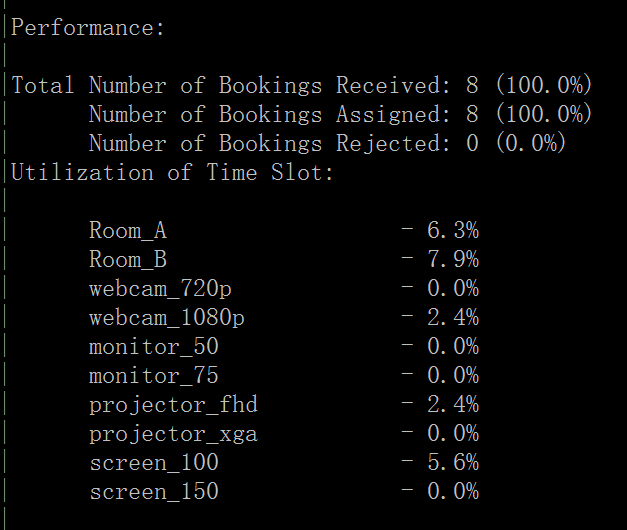 Performance:
Total Number of Bookings Received: 8 (100.0%)
Number of Bookings Assigned: 8 (100.0%)
Number of Bookings Rejected: 0 (0.0%)
Utilization of Time Slot:
Room_A - 6.3%
Room_B - 7.9%
webcam_720p - 0.0%
webcam_1080p - 2.4%
monitor_50 - 0.0%
monitor_75 - 0.0%
projector_fhd - 2.4%
projector_xga - 0.0%
screen_100 - 5.6%
screen_150 - 0.0%